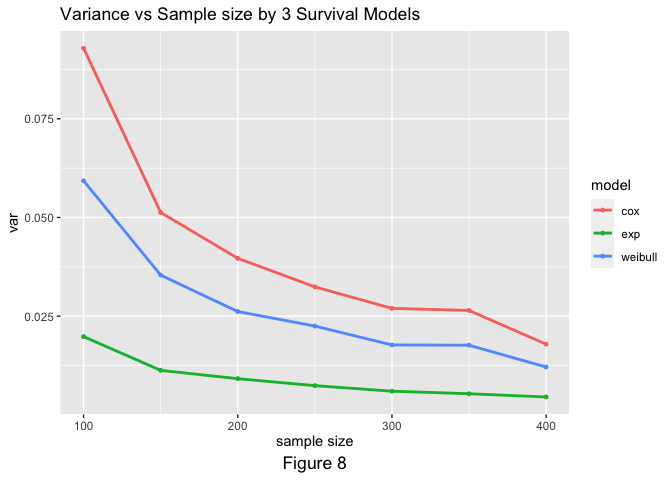 Variance vs Sample size by 3 Survival Models
0.075
0.050
0.025
var
100
200
300
400
sample size
Figure 8
model
cox
exp
weibull